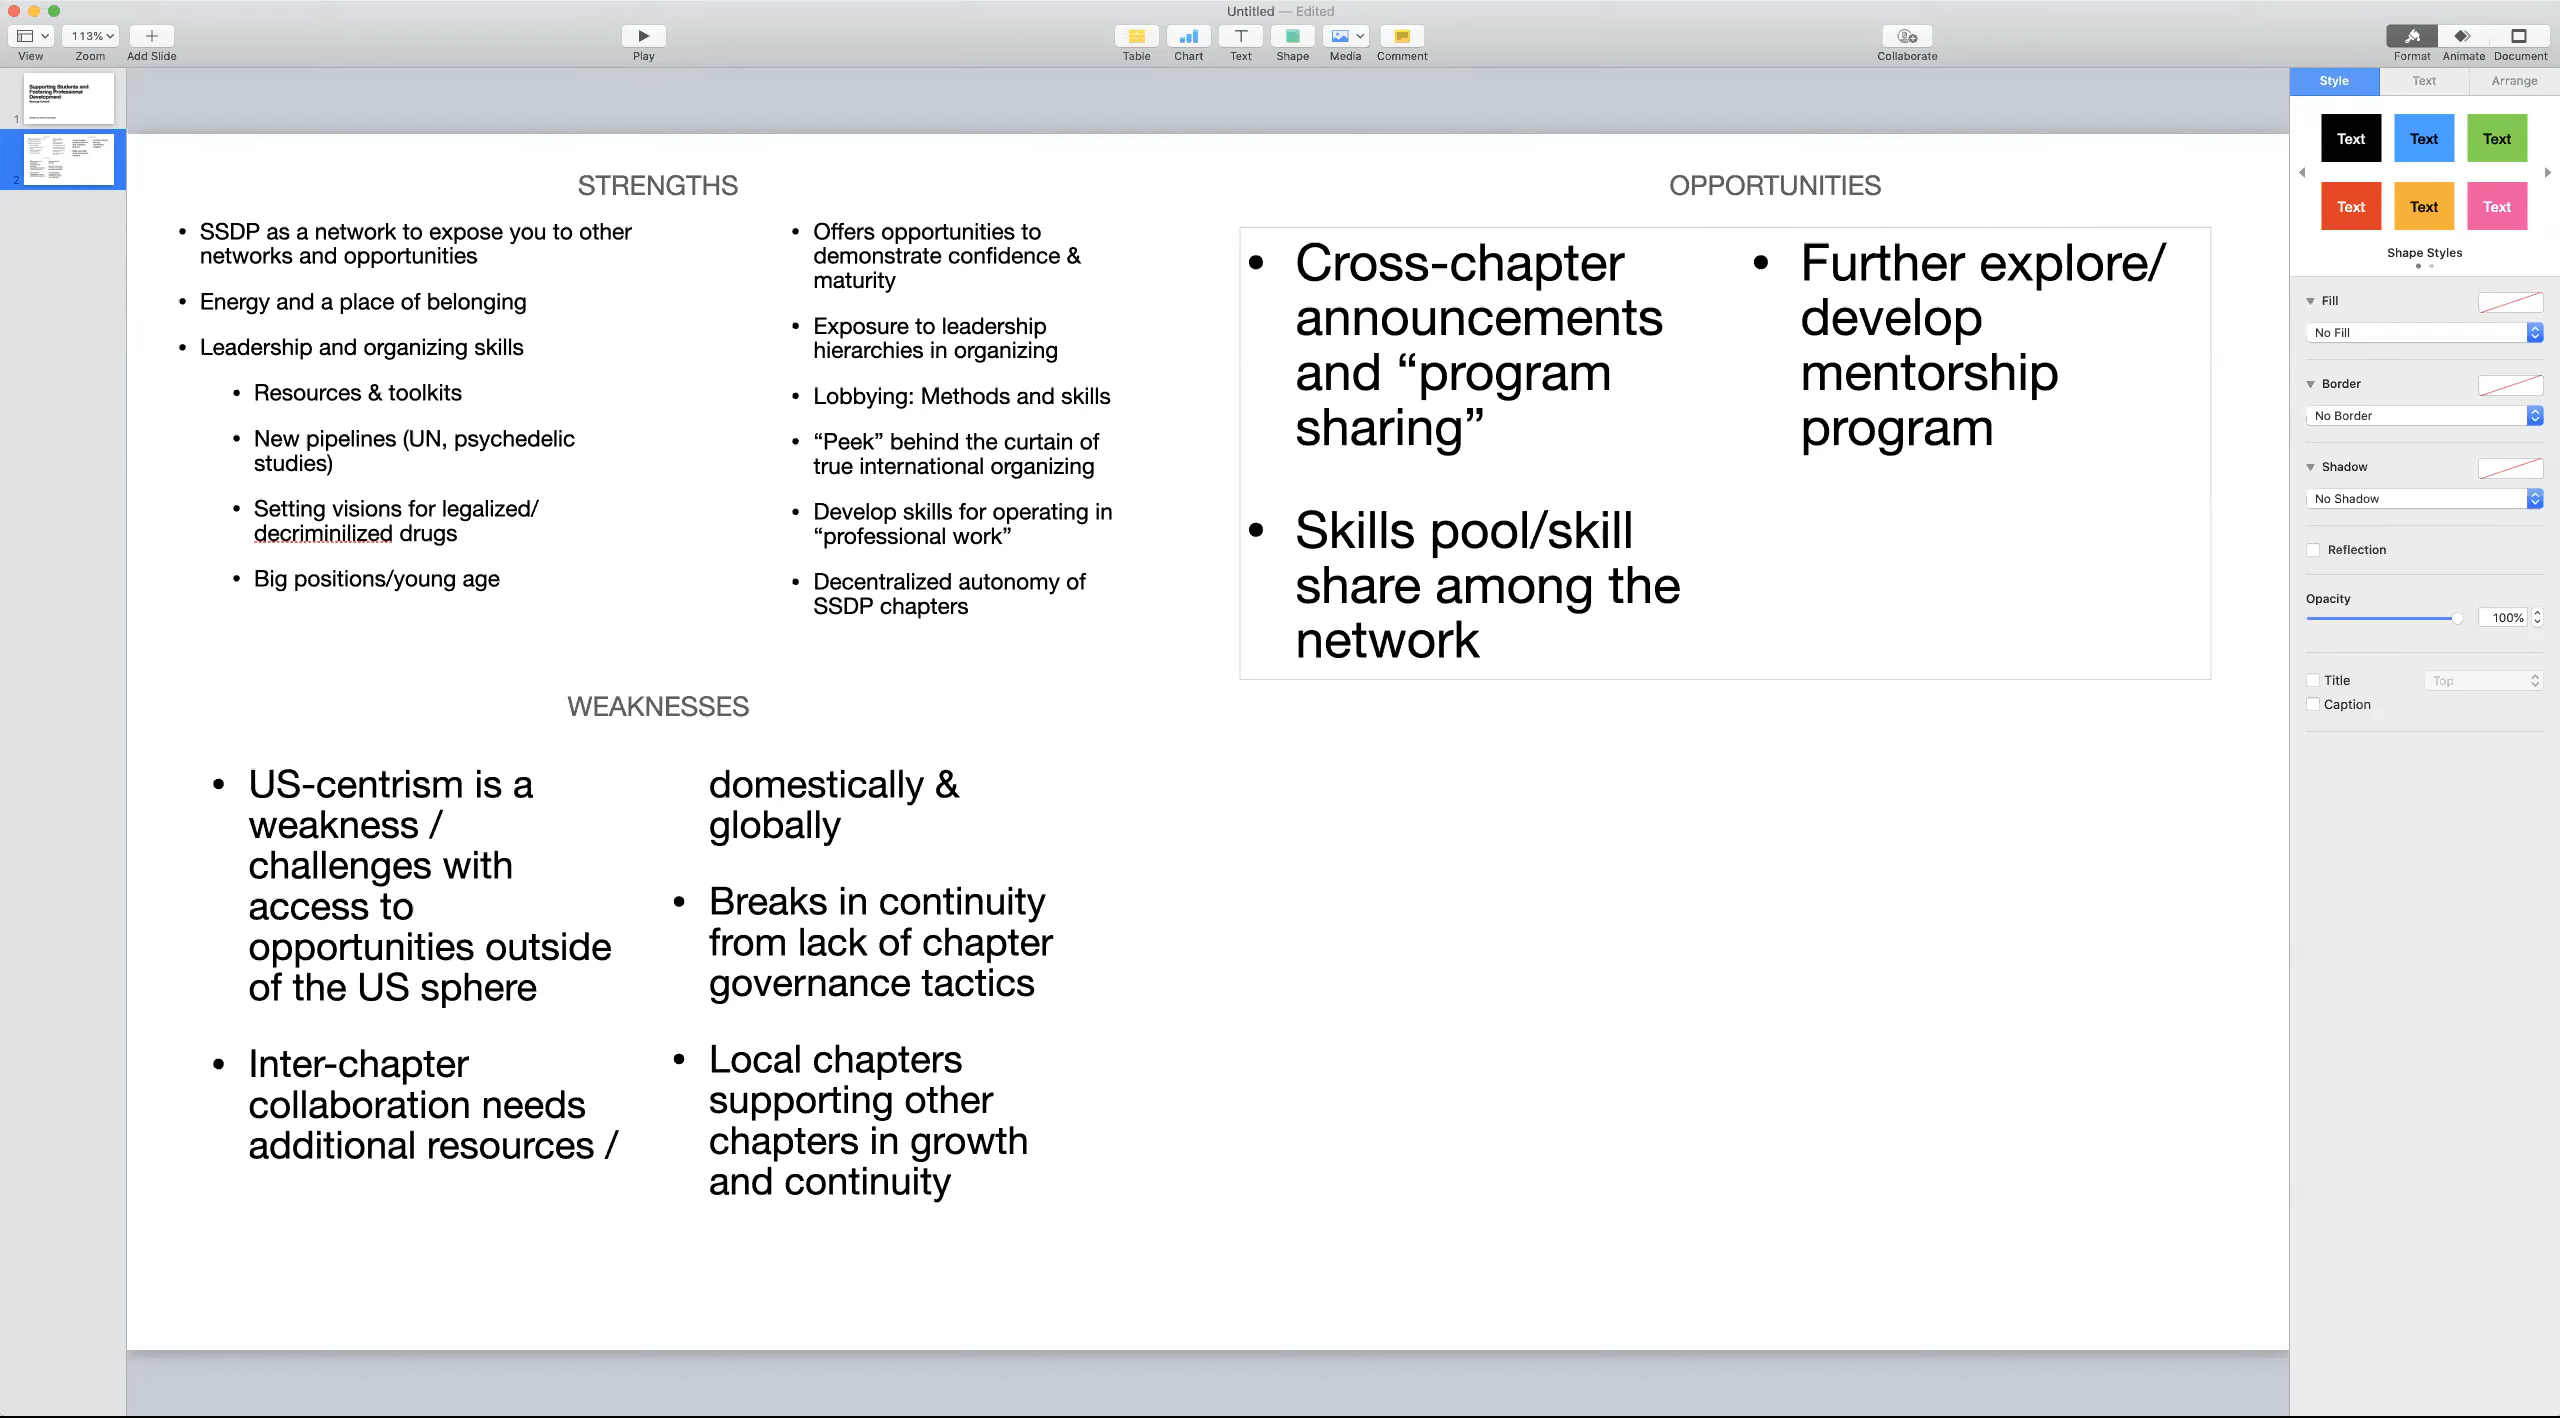 Untitled — Edited
113%
View
Zoom
Add Slide
Play
Table
Chart
Text
Shape
Media
Comment
Collaborate
Format
Animate
Document
1
Supporting Students and
Fostering Professional
Development
2
STRENGTHS
• SSDP as a network to expose you to other
networks and opportunities
• Energy and a place of belonging
• Leadership and organizing skills
• Resources & toolkits
• New pipelines (UN, psychedelic
studies)
• Setting visions for legalized/
decriminilized drugs
• Big positions/young age
• Offers opportunities to
demonstrate confidence &
maturity
• Exposure to leadership
hierarchies in organizing
• Lobbying: Methods and skills
• “Peek” behind the curtain of
true international organizing
• Develop skills for operating in
“professional work”
• Decentralized autonomy of
SSDP chapters
OPPORTUNITIES
• Cross-chapter
announcements
and “program
sharing”
• Skills pool/skill
share among the
network
• Further explore/
develop
mentorship
program
WEAKNESSES
• US-centrism is a
weakness /
challenges with
access to
opportunities outside
of the US sphere
• Inter-chapter
collaboration needs
additional resources /
domestically &
globally
• Breaks in continuity
from lack of chapter
governance tactics
• Local chapters
supporting other
chapters in growth
and continuity
Style
Text
Arrange
Text
Text
Text
Text
Text
Text
Shape Styles
Fill
No Fill
Border
No Border
Shadow
No Shadow
Reflection
Opacity
100%
Title
Top
Caption